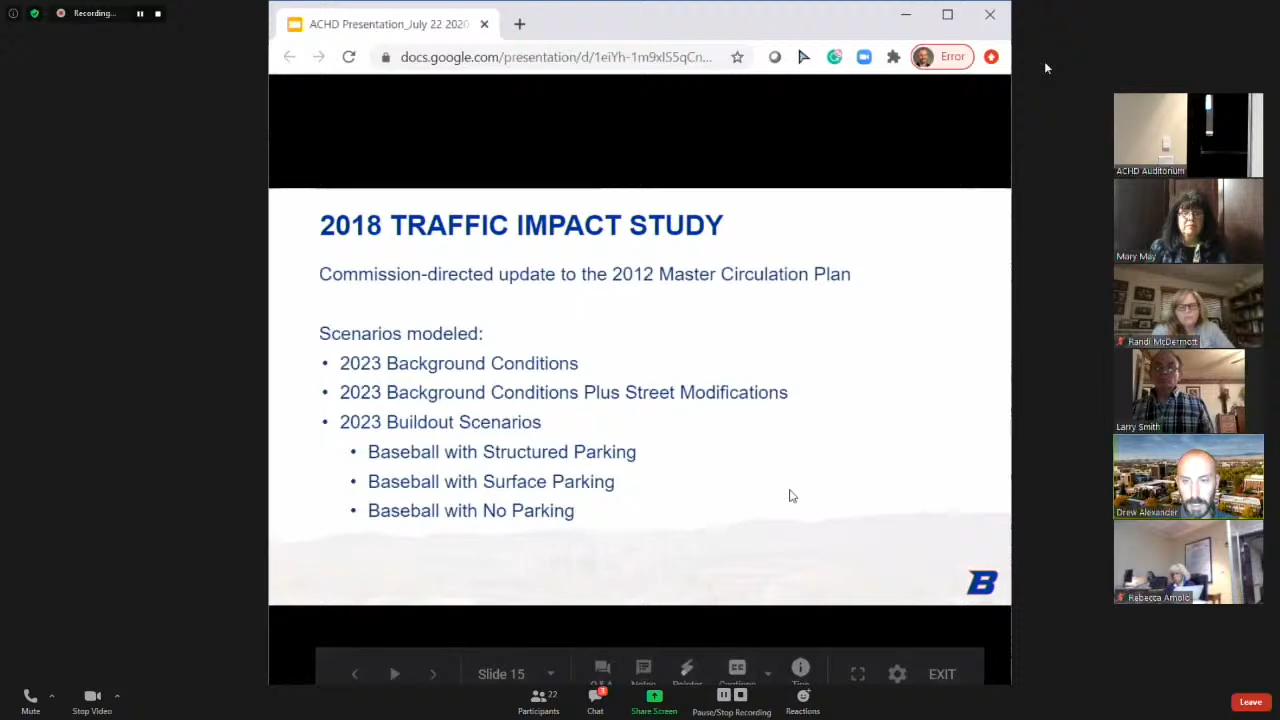 Recording...
ACHD Presentation_July 22 2020
docs.google.com/presentation/d/1eiYh-1m9xIS5qCn...
Error
2018 TRAFFIC IMPACT STUDY
Commission-directed update to the 2012 Master Circulation Plan
Scenarios modeled:
• 2023 Background Conditions
• 2023 Background Conditions Plus Street Modifications
• 2023 Buildout Scenarios
• Baseball with Structured Parking
• Baseball with Surface Parking
• Baseball with No Parking
B
Slide 15
Q & A
Notes
Pointer
Captions
EXIT
ACHD Auditorium
Mary May
Randi McDermott
Larry Smith
Drew Alexander
Rebecca Arnold
Mute
Stop Video
22
Participants
Chat
Share Screen
Pause/Stop Recording
Reactions
Leave